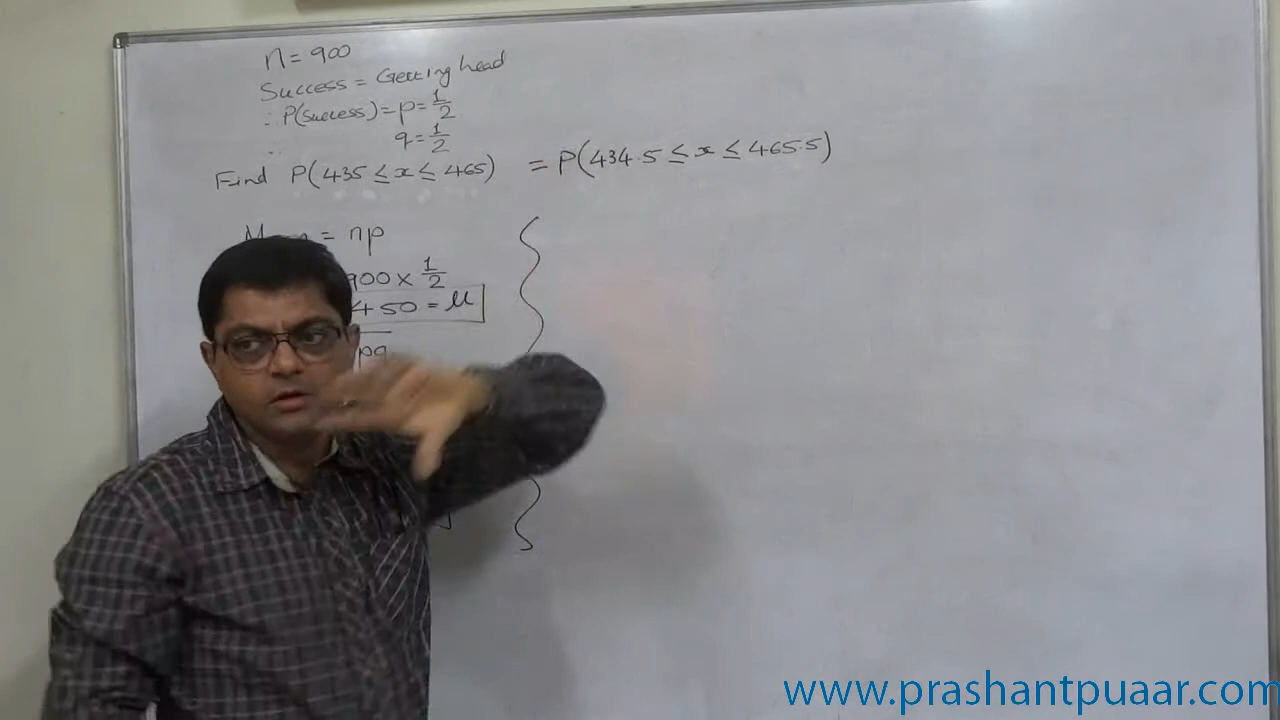 n = 900
Success = Getting head
∴ P(success) = p = 1/2
∴ q = 1/2
Find P(435 ≤ x ≤ 465) = P(434.5 ≤ x ≤ 465.5)
= np
900 × 1/2
450 = μ
pq
www.prashantpuaar.com